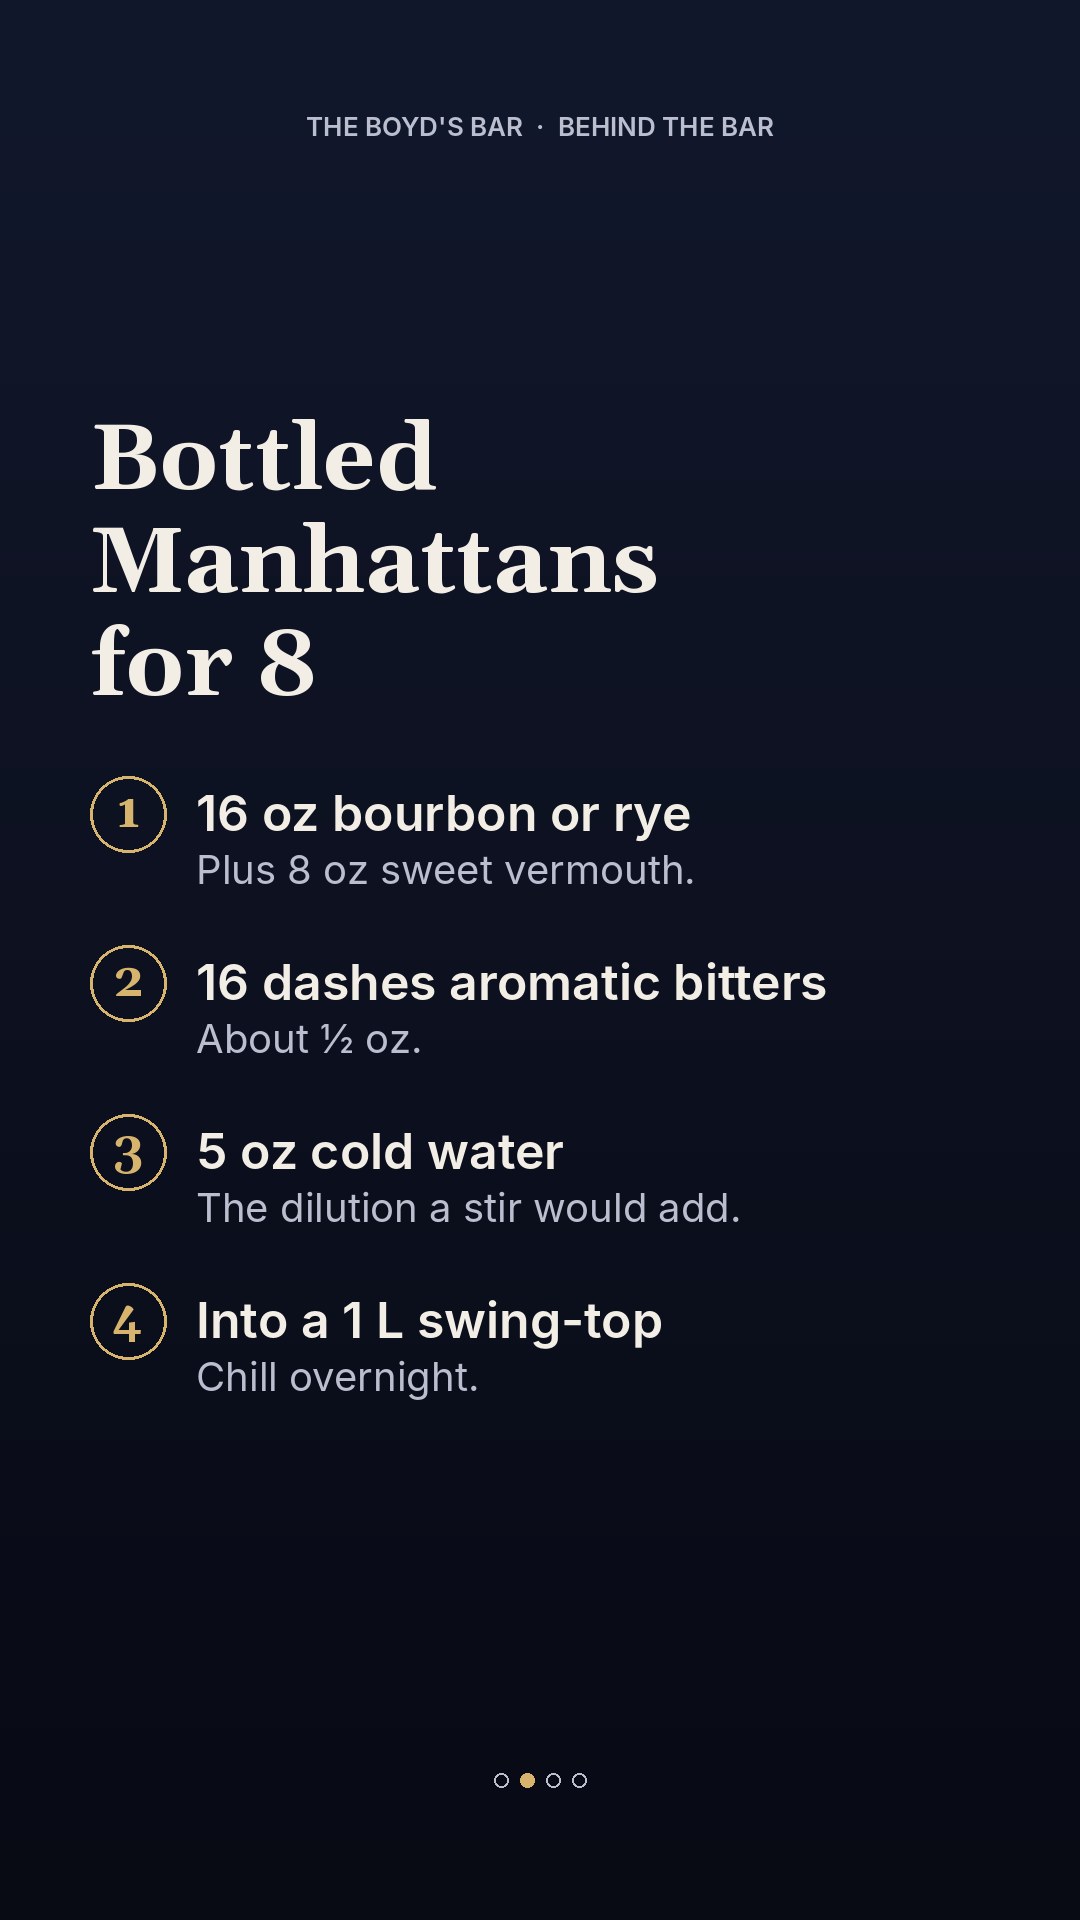 THE BOYD'S BAR · BEHIND THE BAR
Bottled
Manhattans
for 8
1 16 oz bourbon or rye
Plus 8 oz sweet vermouth.
2 16 dashes aromatic bitters
About ½ oz.
3 5 oz cold water
The dilution a stir would add.
4 Into a 1 L swing-top
Chill overnight.